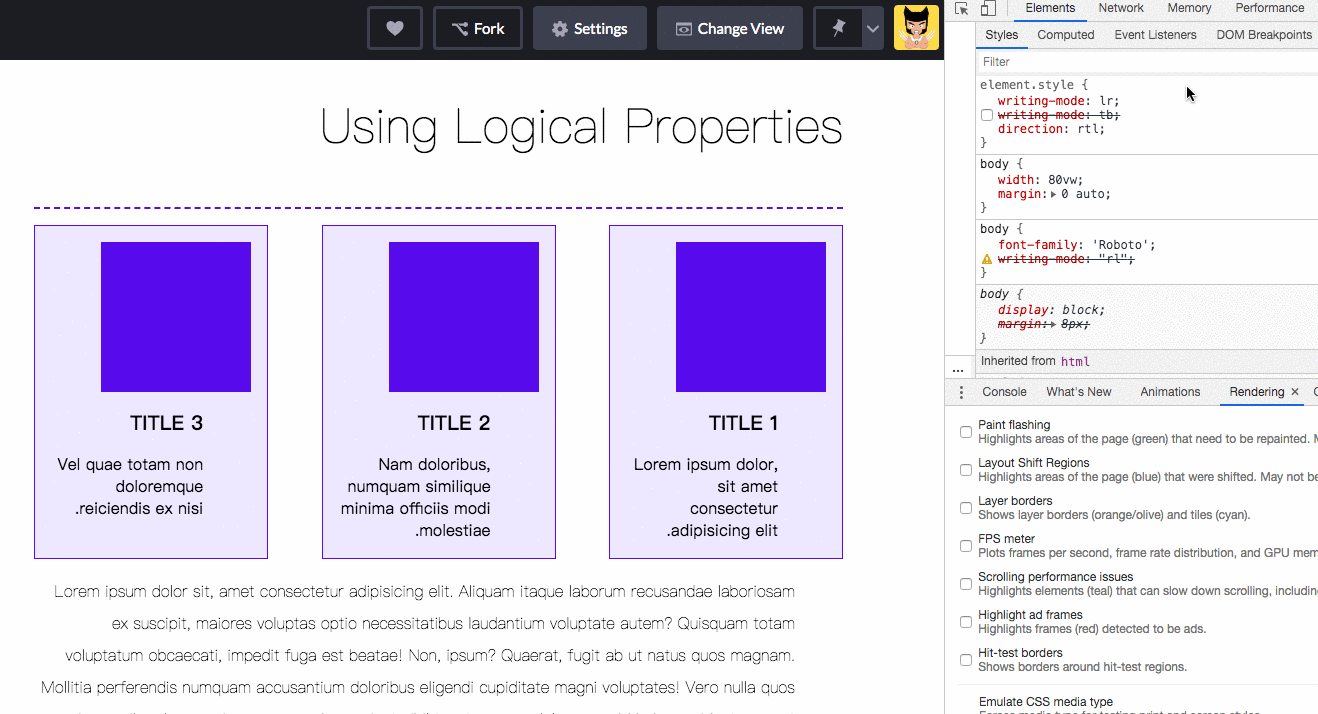 Fork
Settings
Change View
Using Logical Properties
TITLE 3
Vel quae totam non
doloremque
.reiciendis ex nisi
TITLE 2
Nam doloribus,
numquam similique
minima officiis modi
.molestiae
TITLE 1
Lorem ipsum dolor,
sit amet
consectetur
.adipisicing elit
Lorem ipsum dolor sit, amet consectetur adipisicing elit. Aliquam itaque laborum recusandae laboriosam
ex suscipit, maiores voluptas optio necessitatibus laudantium voluptate autem? Quisquam totam
voluptatum obcaecati, impedit fuga est beatae! Non, ipsum? Quaerat, fugit ab ut natus quos magnam.
Mollitia perferendis numquam accusantium doloribus eligendi cupiditate magni voluptates! Vero nulla quos
Elements Network Memory Performance
Styles Computed Event Listeners DOM Breakpoints
Filter
element.style {
writing-mode: lr;
writing-mode: tb;
direction: rtl;
}
body {
width: 80vw;
margin: 0 auto;
}
body {
font-family: 'Roboto';
writing-mode: "rl";
}
body {
display: block;
margin: 8px;
}
Inherited from html
...
Console What's New Animations Rendering ×
Paint flashing
Highlights areas of the page (green) that need to be repainted.
Layout Shift Regions
Highlights areas of the page (blue) that were shifted. May not be
Layer borders
Shows layer borders (orange/olive) and tiles (cyan).
FPS meter
Plots frames per second, frame rate distribution, and GPU
Scrolling performance issues
Highlights elements (teal) that can slow down scrolling,
Highlight ad frames
Highlights frames (red) detected to be ads.
Hit-test borders
Shows borders around hit-test regions.
Emulate CSS media type